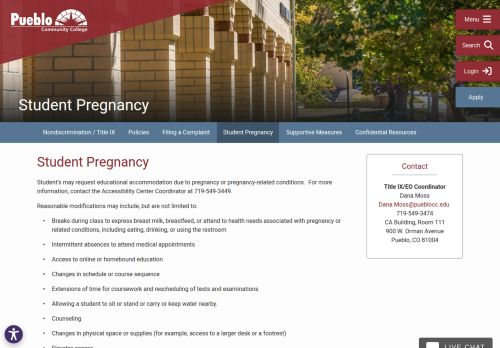 Pueblo
Community College
Menu
Search
Login
Apply
Student Pregnancy
Nondiscrimination / Title IX
Policies
Filing a Complaint
Student Pregnancy
Supportive Measures
Confidential Resources
Student Pregnancy
Student's may request educational accommodation due to pregnancy or pregnancy-related conditions. For more
information, contact the Accessibility Center Coordinator at 719-549-3449.
Reasonable modifications may include, but are not limited to:
• Breaks during class to express breast milk, breastfeed, or attend to health needs associated with pregnancy or
related conditions, including eating, drinking, or using the restroom
• Intermittent absences to attend medical appointments
• Access to online or homebound education
• Changes in schedule or course sequence
• Extensions of time for coursework and rescheduling of tests and examinations
• Allowing a student to sit or stand or carry or keep water nearby.
• Counseling
• Changes in physical space or supplies (for example, access to a larger desk or a footrest)
• Elevator access
Contact
Title IX/EO Coordinator
Dana Moss
Dana.Moss@pueblocc.edu
719-549-3474
CA Building, Room 111
900 W. Orman Avenue
Pueblo, CO 81004
LIVE CHAT